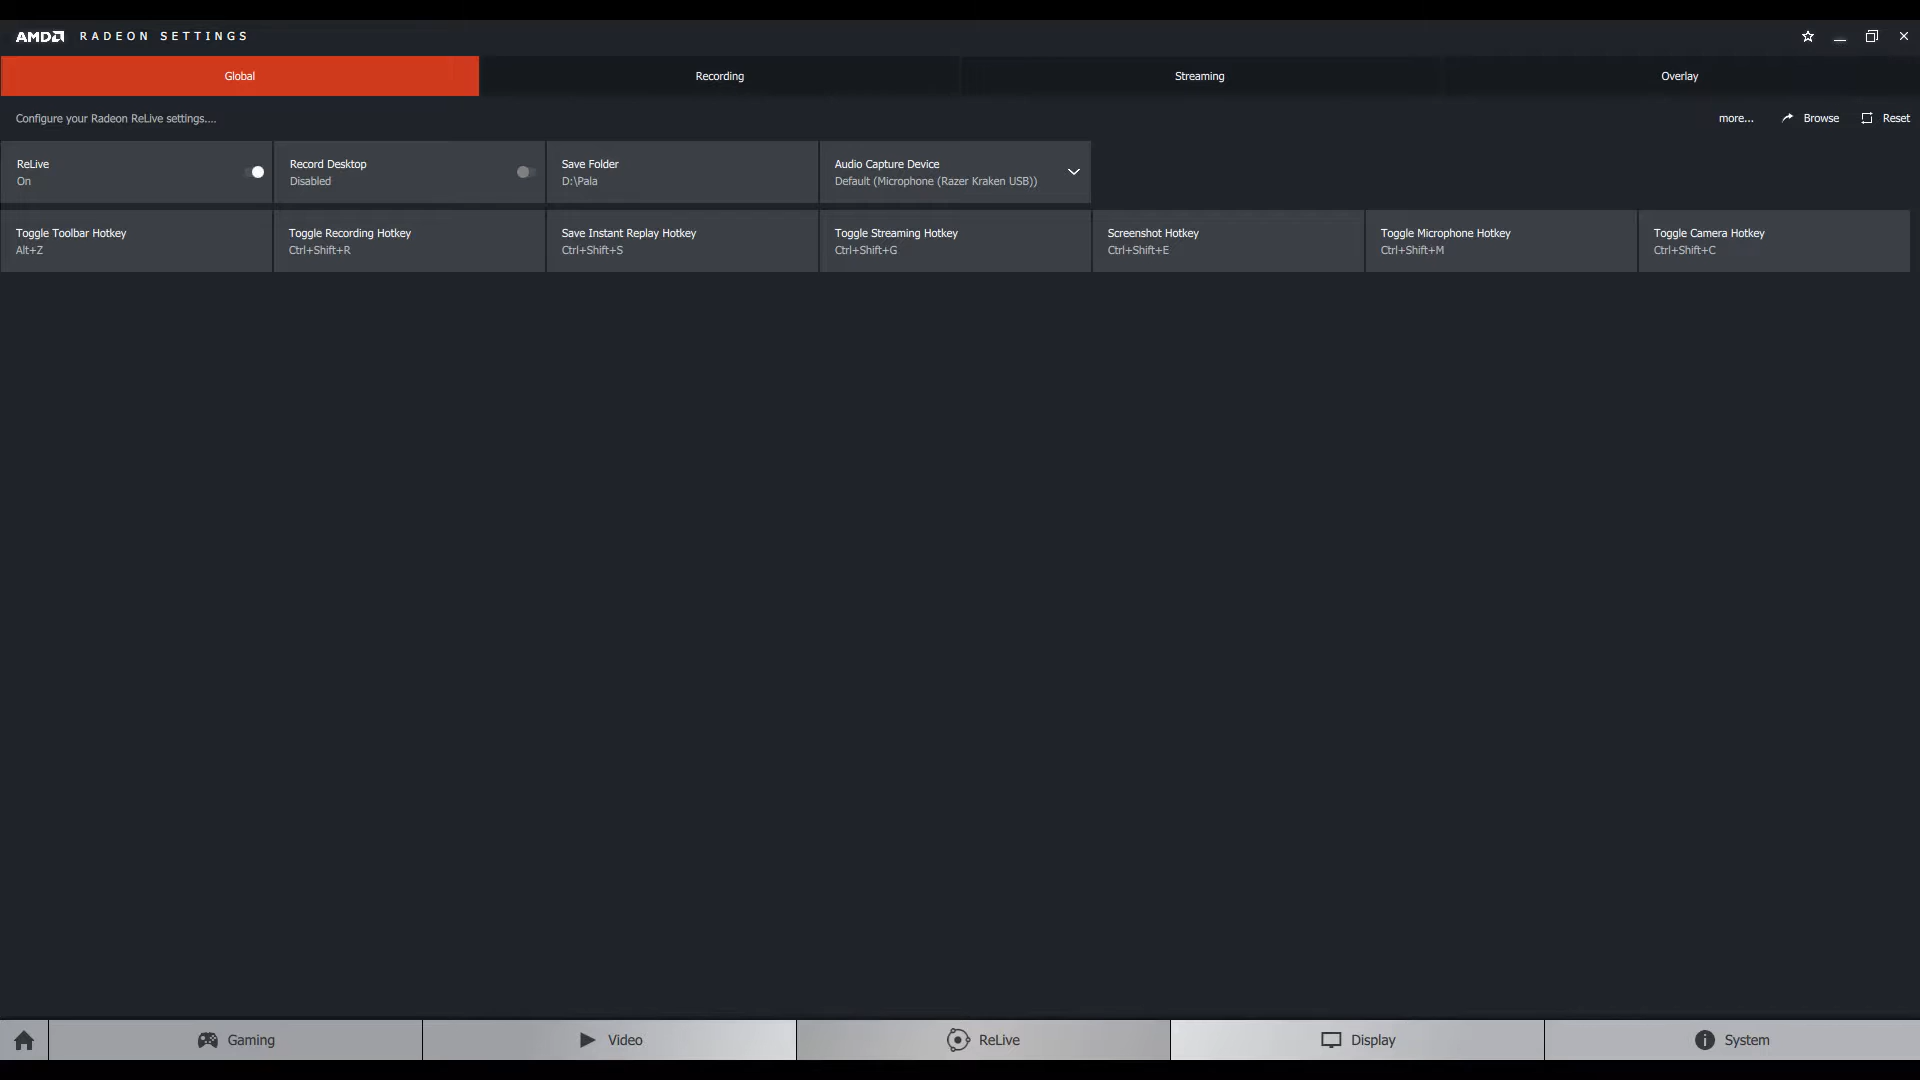 AMD RADEON SETTINGS
Global
Recording
Streaming
Overlay
Configure your Radeon ReLive settings....
more...
Browse
Reset
ReLive
On
Record Desktop
Disabled
Save Folder
D:\Pala
Audio Capture Device
Default (Microphone (Razer Kraken USB))
Toggle Toolbar Hotkey
Alt+Z
Toggle Recording Hotkey
Ctrl+Shift+R
Save Instant Replay Hotkey
Ctrl+Shift+S
Toggle Streaming Hotkey
Ctrl+Shift+G
Screenshot Hotkey
Ctrl+Shift+E
Toggle Microphone Hotkey
Ctrl+Shift+M
Toggle Camera Hotkey
Ctrl+Shift+C
Gaming
Video
ReLive
Display
System